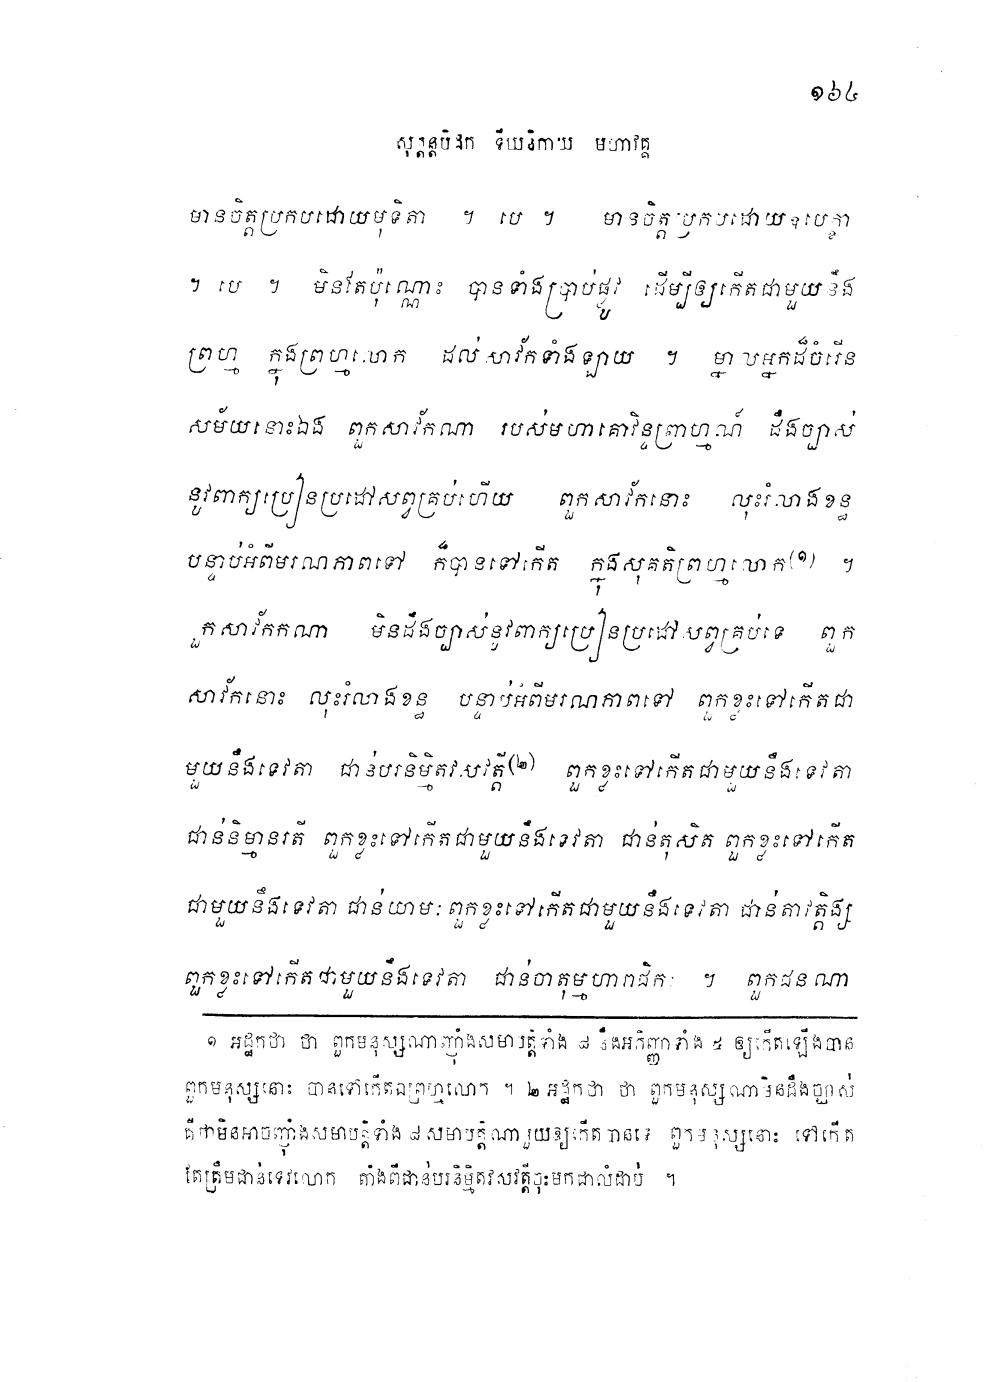 ១៦៤
សុត្តន្តបិដក ទីឃនិកាយ មហាវគ្គ
មានចិត្តប្រកបដោយមុទិតា ។ បេ ។ មានចិត្តប្រកបដោយឧបេក្ខា
។ បេ ។ មិនតែប៉ុណ្ណោះ បានទាំងប្រាប់ផ្លូវ ដើម្បីឲ្យកើតជាមួយនឹង
ព្រហ្ម ក្នុងព្រហ្មលោក ដល់សាវ័កទាំងឡាយ ។ ម្នាលអ្នកដ៏ចំរើន
សម័យនោះឯង ពួកសាវ័កណា របស់មហាគោវិន្ទព្រាហ្មណ៍ ដឹងច្បាស់
នូវពាក្យប្រៀនប្រដៅសព្វគ្រប់ហើយ ពួកសាវ័កនោះ លុះរំលាងខន្ធ
បន្ទាប់អំពីមរណភាពទៅ ក៏បានទៅកើត ក្នុងសុគតិព្រហ្មលោក(១) ។
ពួកសាវ័កកណា មិនដឹងច្បាស់នូវពាក្យប្រៀនប្រដៅសព្វគ្រប់ទេ ពួក
សាវ័កនោះ លុះរំលាងខន្ធ បន្ទាប់អំពីមរណភាពទៅ ពួកខ្លះទៅកើតជា
មួយនឹងទេវតា ជាន់បរនិម្មិតវសវត្តី(២) ពួកខ្លះទៅកើតជាមួយនឹងទេវតា
ជាន់និម្មានរតី ពួកខ្លះទៅកើតជាមួយនឹងទេវតា ជាន់តុសិត ពួកខ្លះទៅកើត
ជាមួយនឹងទេវតា ជាន់យាមៈ ពួកខ្លះទៅកើតជាមួយនឹងទេវតា ជាន់តាវត្តិង្ស
ពួកខ្លះទៅកើតជាមួយនឹងទេវតា ជាន់ចាតុម្មហារាជិកៈ ។ ពួកជនណា
១ អដ្ឋកថា ថា ពួកមនុស្សណាញ៉ាំងសមាបត្តិទាំង ៨ នឹងអភិញ្ញាទាំង ៥ ឲ្យកើតឡើងបាន
ពួកមនុស្សនោះ បានទៅកើតឯព្រហ្មលោក ។ ២ អដ្ឋកថា ថា ពួកមនុស្សណាមិនដឹងច្បាស់
គឺថាមិនអាចញ៉ាំងសមាបត្តិទាំង ៨ សមាបត្តិណាមួយឲ្យកើតបានទេ ពួកមនុស្សនោះ ទៅកើត
តែត្រឹមជាន់ទេវលោក តាំងពីជាន់បរនិម្មិតវសវត្តីចុះមកជាលំដាប់ ។